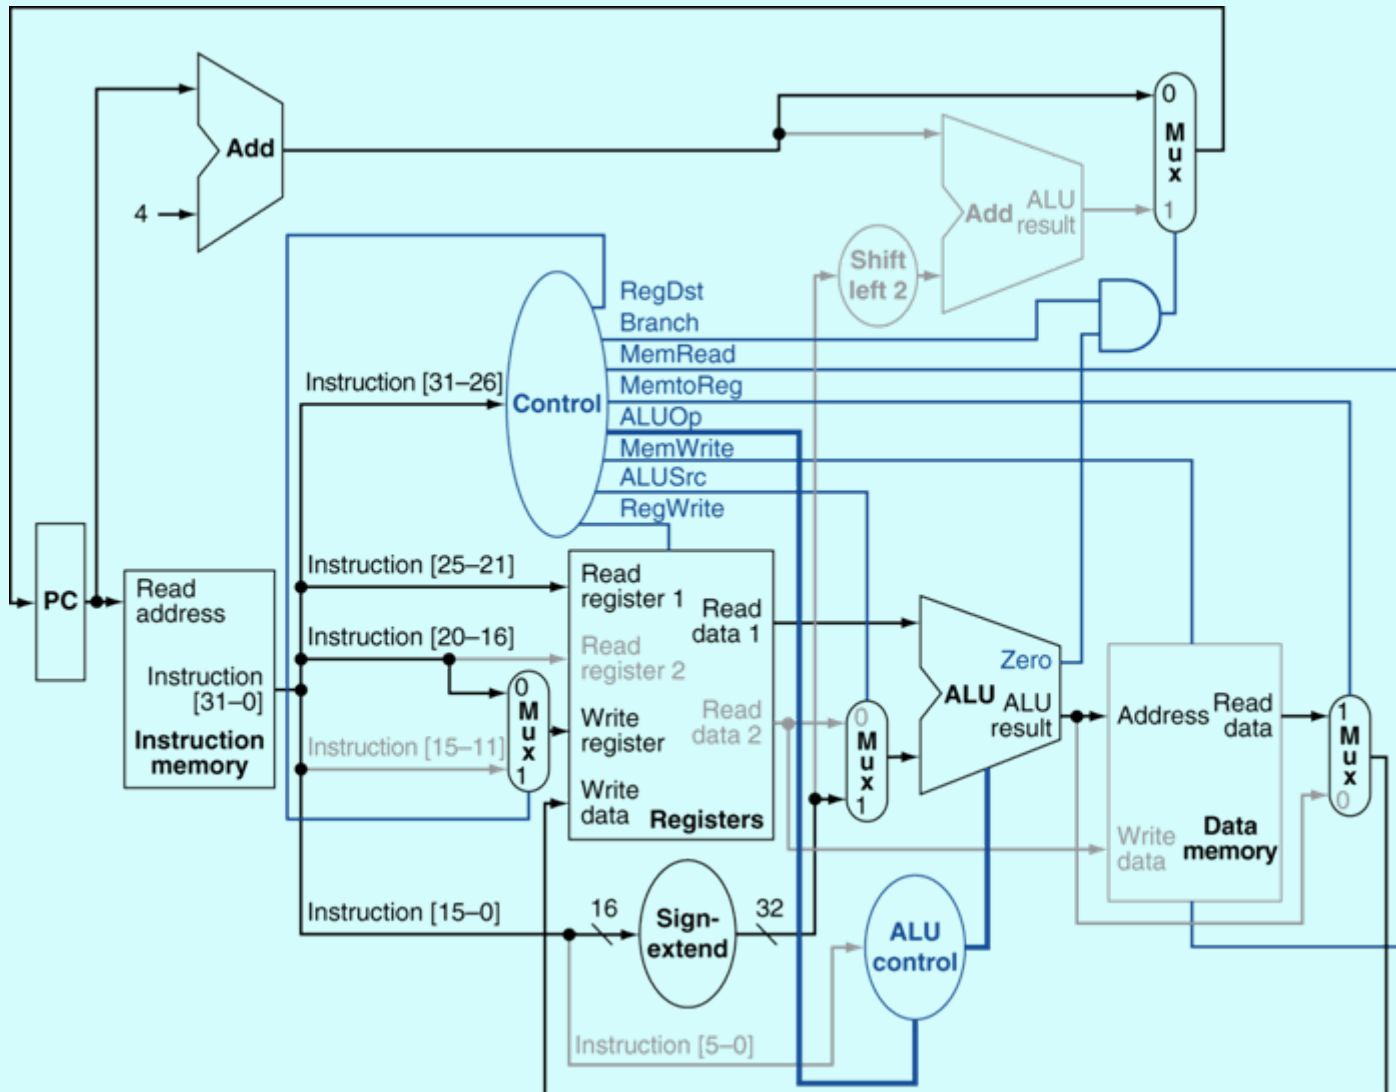 0
M
u
x
1
Add
4
Add
ALU
result
Shift
left 2
RegDst
Branch
MemRead
MemtoReg
ALUOp
MemWrite
ALUSrc
RegWrite
Instruction [31–26]
Control
PC
Read
address
Instruction
[31–0]
Instruction
memory
Instruction [25–21]
Instruction [20–16]
Instruction [15–11]
0
M
u
x
1
Read
register 1
Read
register 2
Write
register
Write
data
Read
data 1
Read
data 2
Registers
0
M
u
x
1
Zero
ALU
ALU
result
Address
Read
data
Write
data
Data
memory
1
M
u
x
0
Instruction [15–0]
16
Sign-
extend
32
ALU
control
Instruction [5–0]